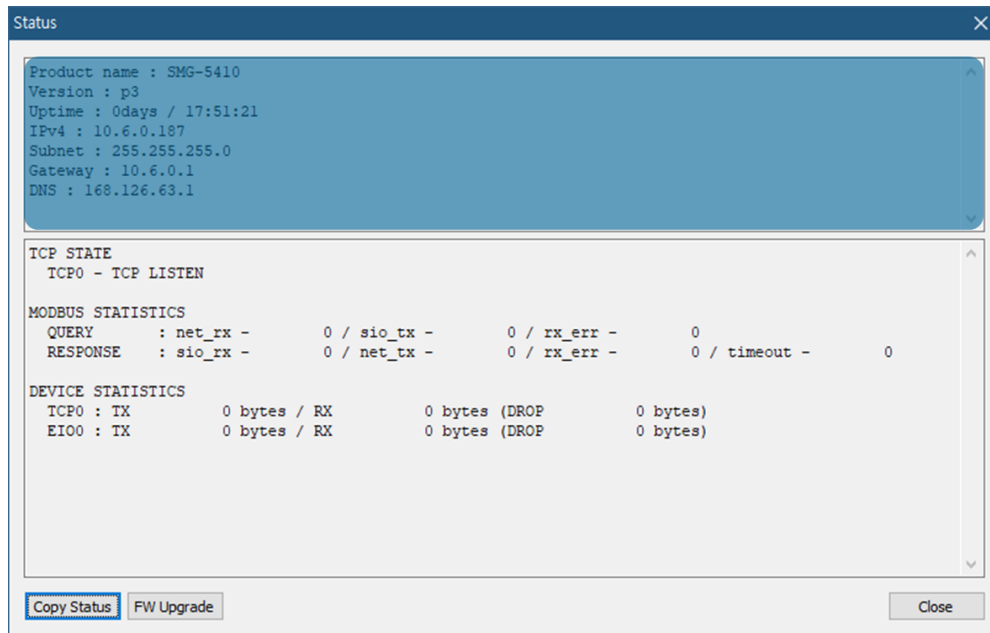 Status
Product name : SMG-5410
Version : p3
Uptime : 0days / 17:51:21
IPv4 : 10.6.0.187
Subnet : 255.255.255.0
Gateway : 10.6.0.1
DNS : 168.126.63.1
TCP STATE
TCP0 - TCP LISTEN
MODBUS STATISTICS
QUERY : net_rx - 0 / sio_tx - 0 / rx_err - 0
RESPONSE : sio_rx - 0 / net_tx - 0 / rx_err - 0 / timeout - 0
DEVICE STATISTICS
TCP0 : TX 0 bytes / RX 0 bytes (DROP 0 bytes)
EIO0 : TX 0 bytes / RX 0 bytes (DROP 0 bytes)
Copy Status FW Upgrade Close